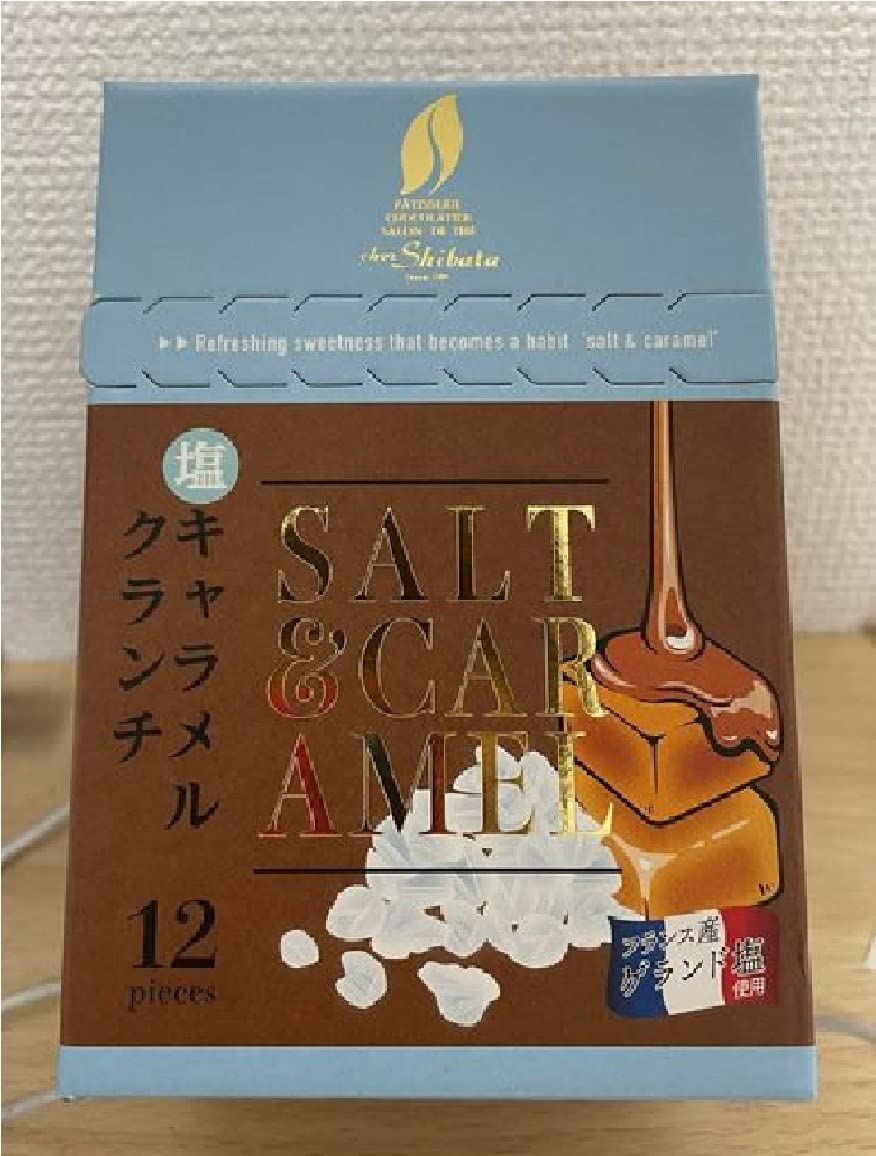 PATISSIER
CHOCOLATIER
SALON DE THE
chez Shibata
▶▶Refreshing sweetness that becomes a habit "salt & caramel"
塩
キャラメル
クランチ
SALT
&CAR
AMEL
12
pieces
フランス産
ゲランド塩
使用